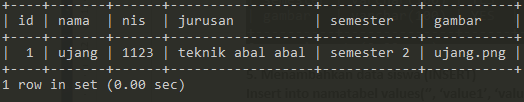 +----+-------+------+------------------+------------+-----------+
| id | nama | nis | jurusan | semester | gambar |
+----+-------+------+------------------+------------+-----------+
| 1 | ujang | 1123 | teknik abal abal | semester 2 | ujang.png |
+----+-------+------+------------------+------------+-----------+
1 row in set (0.00 sec)